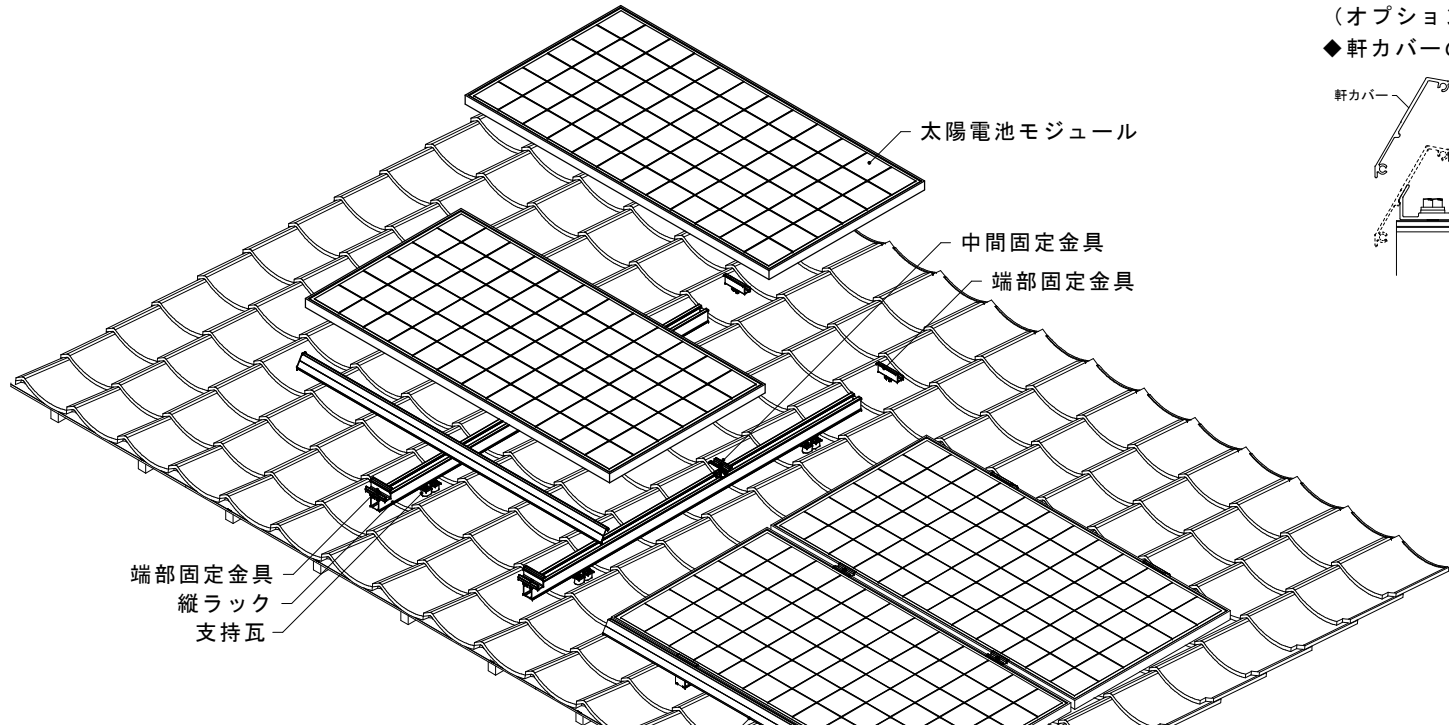 （オプション
◆軒カバーの
軒カバー
太陽電池モジュール
中間固定金具
端部固定金具
端部固定金具
縦ラック
支持瓦